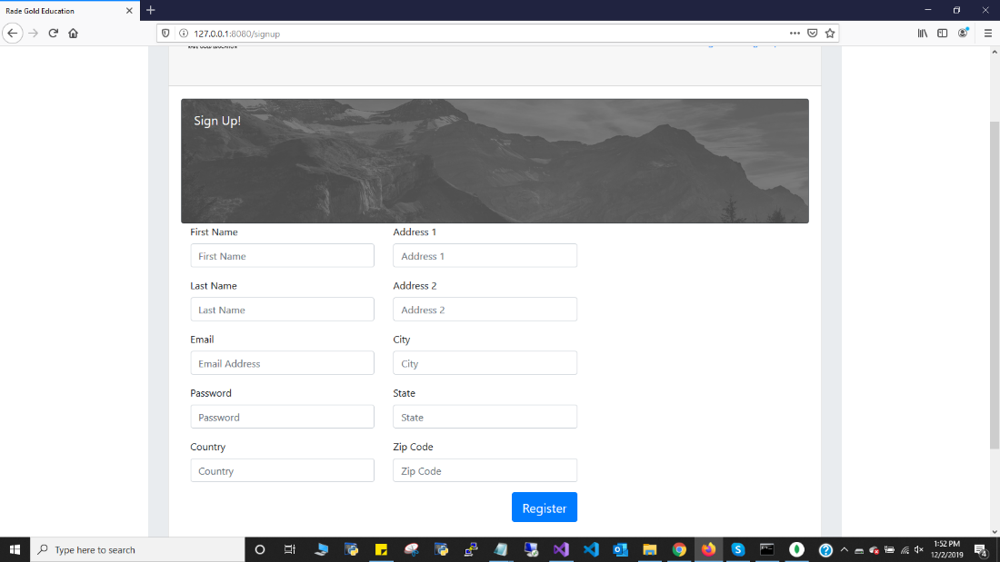 Rade Gold Education
127.0.0.1:8080/signup
Sign Up!
First Name
Address 1
First Name
Address 1
Last Name
Address 2
Last Name
Address 2
Email
City
Email Address
City
Password
State
Password
State
Country
Zip Code
Country
Zip Code
Register
Type here to search
1:52 PM
12/2/2019
4